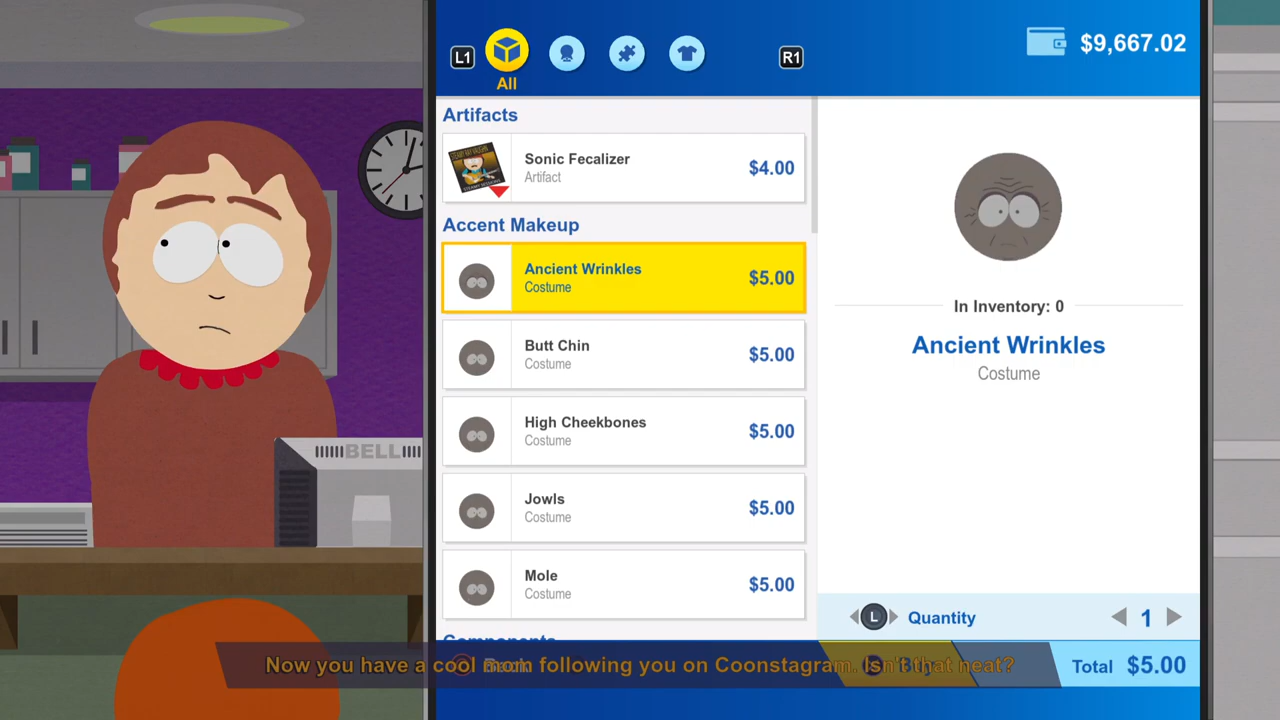 L1
All
R1
$9,667.02
Artifacts
Sonic Fecalizer
Artifact
$4.00
Accent Makeup
Ancient Wrinkles
Costume
$5.00
Butt Chin
Costume
$5.00
High Cheekbones
Costume
$5.00
Jowls
Costume
$5.00
Mole
Costume
$5.00
Components
In Inventory: 0
Ancient Wrinkles
Costume
L
Quantity
1
Total
$5.00
BELL
Now you have a cool mom following you on Coonstagram. Isn't that neat?